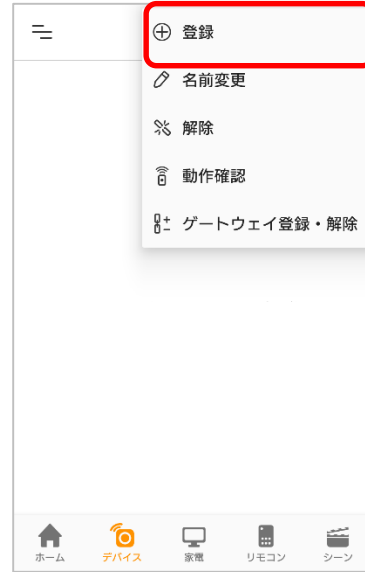 登録
名前変更
解除
動作確認
ゲートウェイ登録・解除
ホーム
デバイス
家電
リモコン
シーン